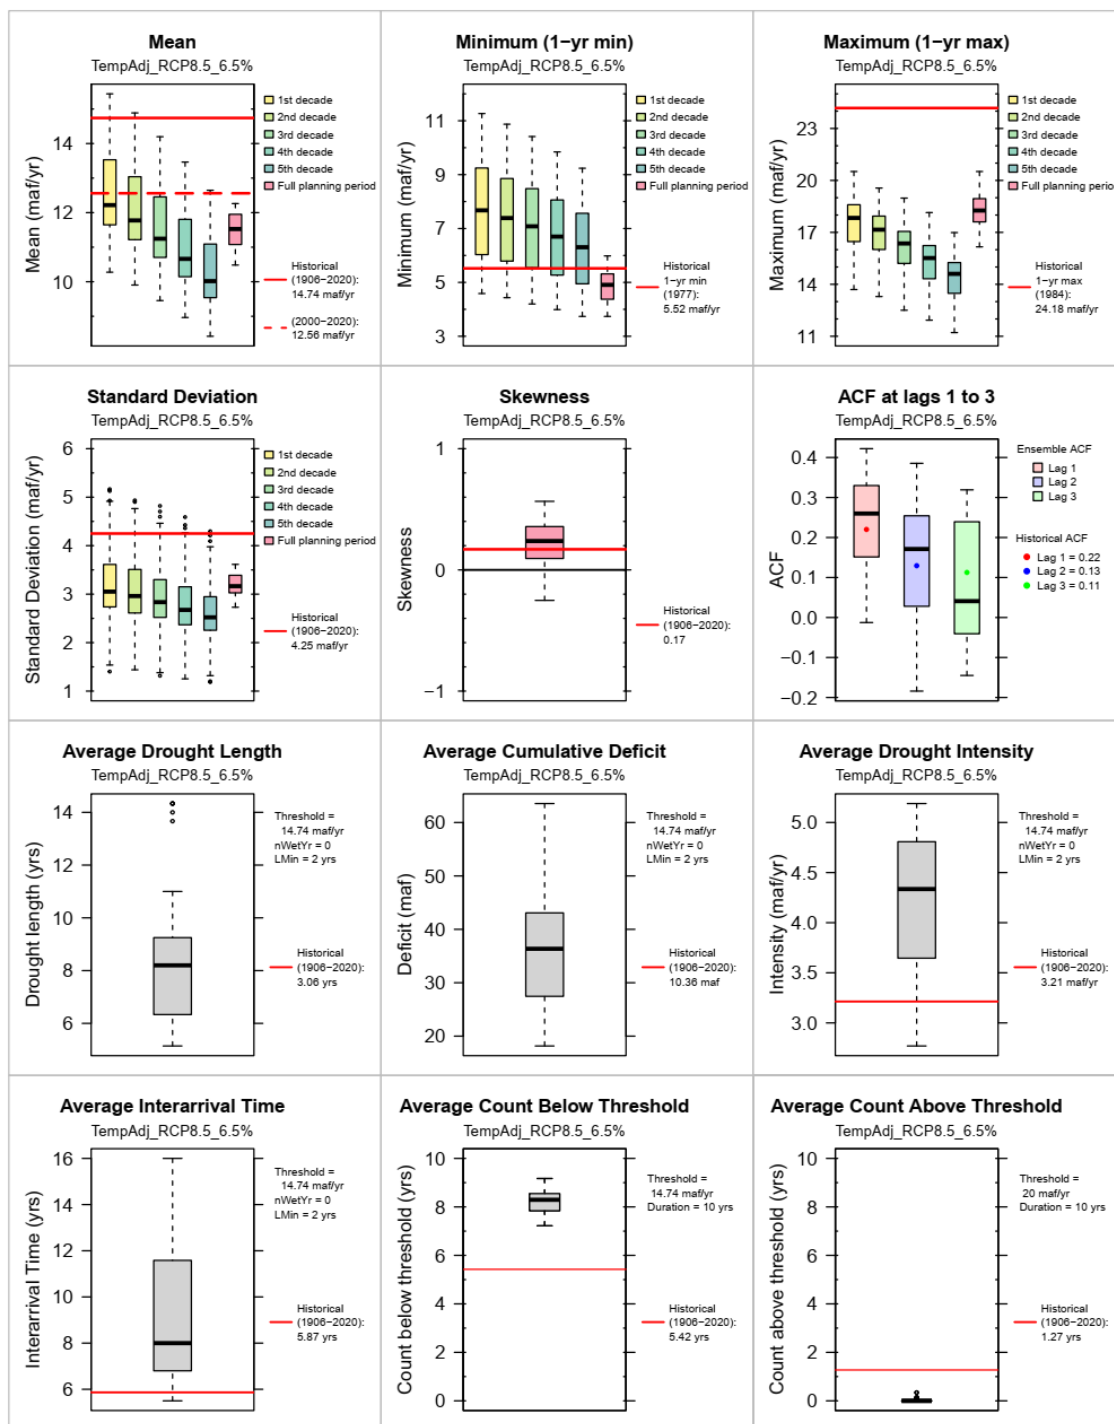 Mean
TempAdj_RCP8.5_6.5%
Mean (maf/yr)
14
12
10
1st decade
2nd decade
3rd decade
4th decade
5th decade
Full planning period
Historical
(1906−2020):
14.74 maf/yr
(2000−2020):
12.56 maf/yr
Minimum (1−yr min)
TempAdj_RCP8.5_6.5%
Minimum (maf/yr)
11
9
7
5
3
1st decade
2nd decade
3rd decade
4th decade
5th decade
Full planning period
Historical
1−yr min
(1977):
5.52 maf/yr
Maximum (1−yr max)
TempAdj_RCP8.5_6.5%
Maximum (maf/yr)
23
20
17
14
11
1st decade
2nd decade
3rd decade
4th decade
5th decade
Full planning period
Historical
1−yr max
(1984):
24.18 maf/yr
Standard Deviation
TempAdj_RCP8.5_6.5%
Standard Deviation (maf/yr)
6
5
4
3
2
1
1st decade
2nd decade
3rd decade
4th decade
5th decade
Full planning period
Historical
(1906−2020):
4.25 maf/yr
Skewness
TempAdj_RCP8.5_6.5%
Skewness
1
0
−1
Historical
(1906−2020):
0.17
ACF at lags 1 to 3
TempAdj_RCP8.5_6.5%
ACF
0.4
0.3
0.2
0.1
0.0
−0.1
−0.2
Ensemble ACF
Lag 1
Lag 2
Lag 3
Historical ACF
Lag 1 = 0.22
Lag 2 = 0.13
Lag 3 = 0.11
Average Drought Length
TempAdj_RCP8.5_6.5%
Drought length (yrs)
14
12
10
8
6
Threshold =
14.74 maf/yr
nWetYr = 0
LMin = 2 yrs
Historical
(1906−2020):
3.06 yrs
Average Cumulative Deficit
TempAdj_RCP8.5_6.5%
Deficit (maf)
60
50
40
30
20
Threshold =
14.74 maf/yr
nWetYr = 0
LMin = 2 yrs
Historical
(1906−2020):
10.36 maf
Average Drought Intensity
TempAdj_RCP8.5_6.5%
Intensity (maf/yr)
5.0
4.5
4.0
3.5
3.0
Threshold =
14.74 maf/yr
nWetYr = 0
LMin = 2 yrs
Historical
(1906−2020):
3.21 maf/yr
Average Interarrival Time
TempAdj_RCP8.5_6.5%
Interarrival Time (yrs)
16
14
12
10
8
6
Threshold =
14.74 maf/yr
nWetYr = 0
LMin = 2 yrs
Historical
(1906−2020):
5.87 yrs
Average Count Below Threshold
TempAdj_RCP8.5_6.5%
Count below threshold (yrs)
10
8
6
4
2
0
Threshold =
14.74 maf/yr
Duration = 10 yrs
Historical
(1906−2020):
5.42 yrs
Average Count Above Threshold
TempAdj_RCP8.5_6.5%
Count above threshold (yrs)
10
8
6
4
2
0
Threshold =
20 maf/yr
Duration = 10 yrs
Historical
(1906−2020):
1.27 yrs